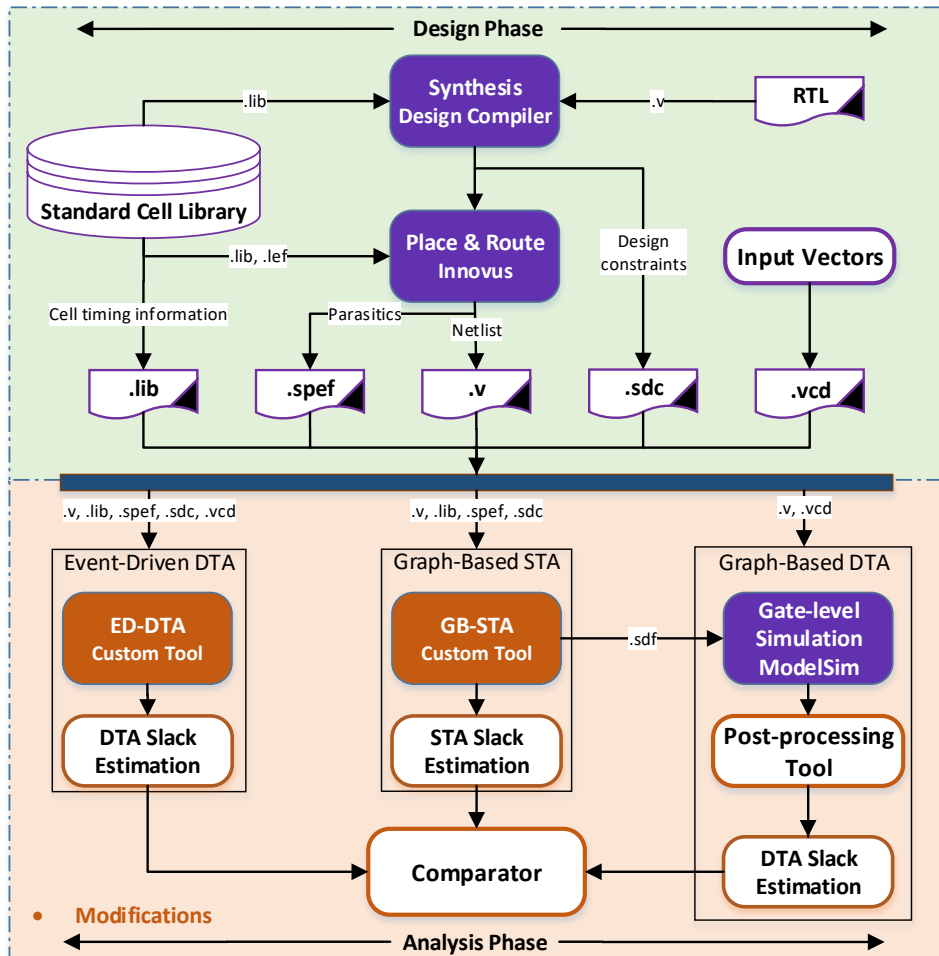 Design Phase
Synthesis
Design Compiler
.lib
.v
RTL
Standard Cell Library
Place & Route
Innovus
.lib, .lef
Design
constraints
Input Vectors
Cell timing information
Parasitics
Netlist
.lib
.spef
.v
.sdc
.vcd
.v, .lib, .spef, .sdc, .vcd
.v, .lib, .spef, .sdc
.v, .vcd
Event-Driven DTA
ED-DTA
Custom Tool
DTA Slack
Estimation
Graph-Based STA
GB-STA
Custom Tool
.sdf
STA Slack
Estimation
Graph-Based DTA
Gate-level
Simulation
ModelSim
Post-processing
Tool
DTA Slack
Estimation
Comparator
• Modifications
Analysis Phase